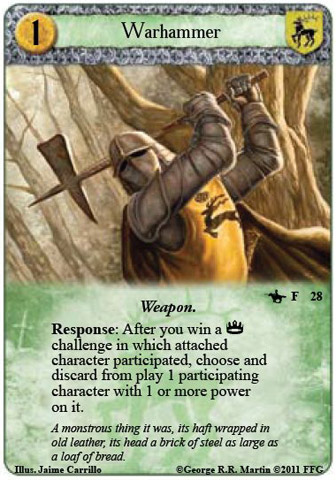 1
Warhammer
F 28
Weapon.
Response: After you win a
challenge in which attached
character participated, choose and
discard from play 1 participating
character with 1 or more power
on it.
A monstrous thing it was, its haft wrapped in
old leather, its head a brick of steel as large as
a loaf of bread.
Illus. Jaime Carrillo ©George R.R. Martin ©2011 FFG